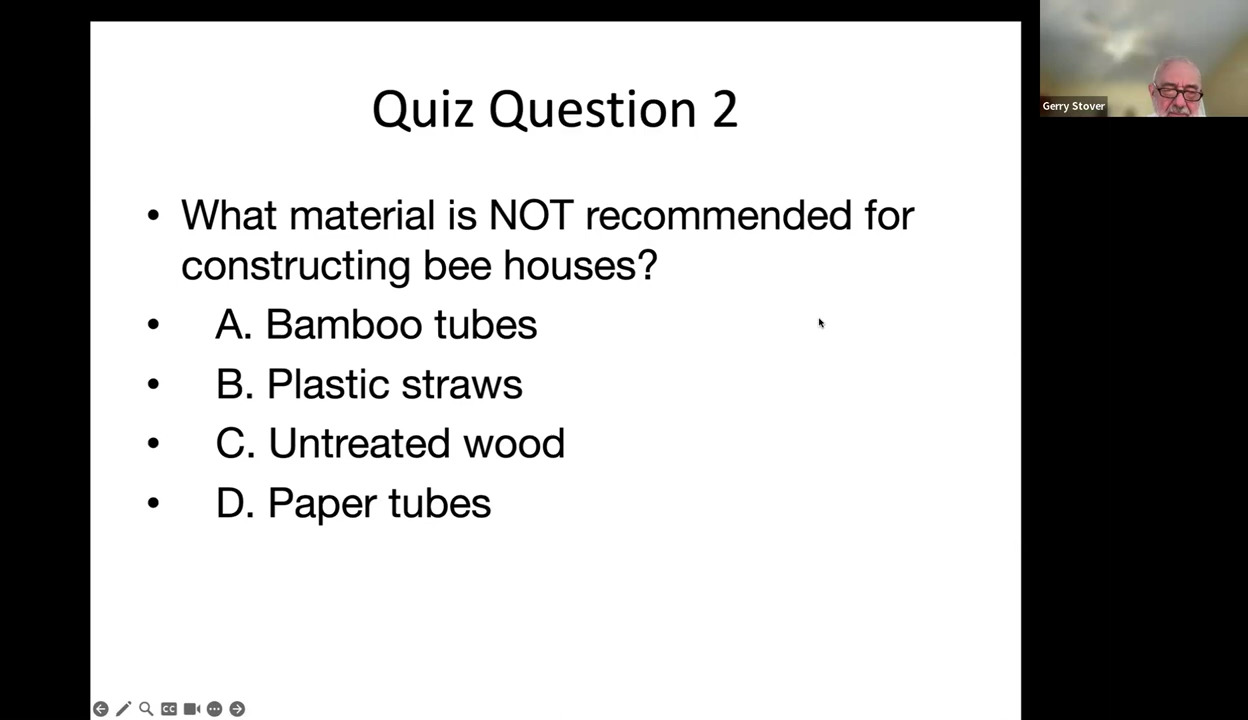 Quiz Question 2
Gerry Stover
• What material is NOT recommended for
constructing bee houses?
• A. Bamboo tubes
• B. Plastic straws
• C. Untreated wood
• D. Paper tubes
CC